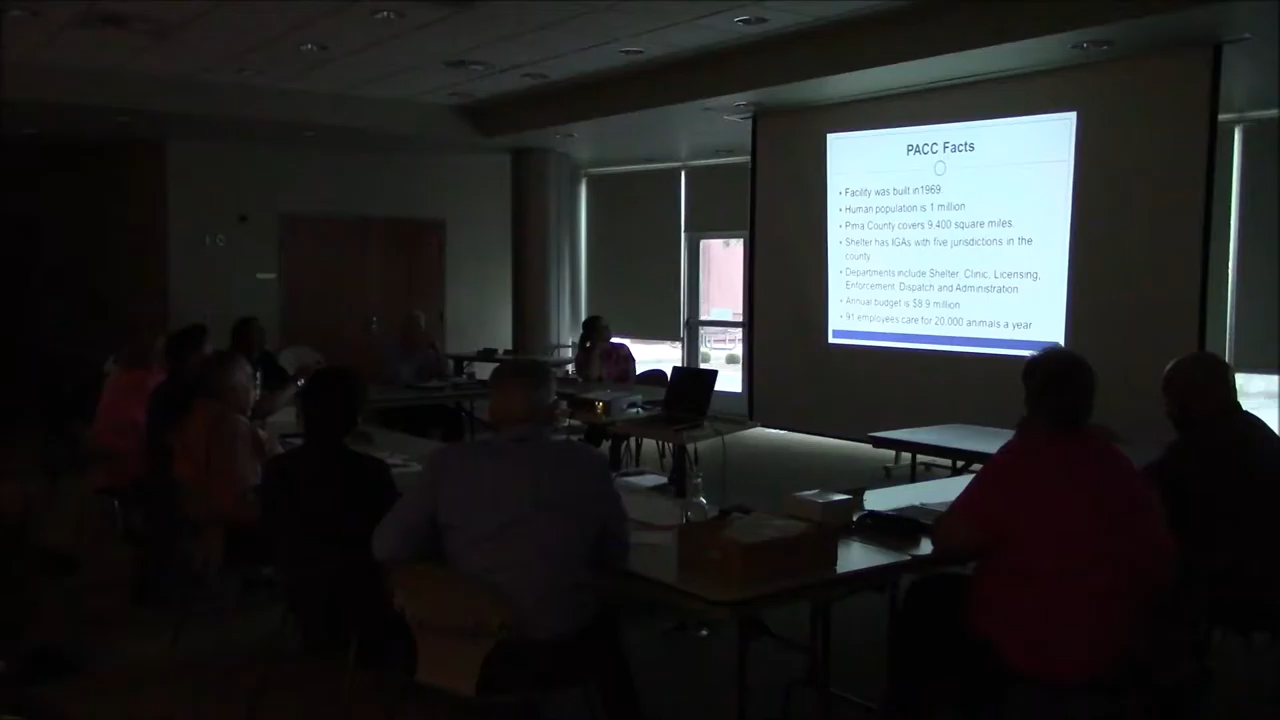 PACC Facts
• Facility was built in1969
• Human population is 1 million
• Pima County covers 9,400 square miles.
• Shelter has IGAs with five jurisdictions in the
county
• Departments include Shelter, Clinic, Licensing,
Enforcement, Dispatch and Administration
• Annual budget is $8.9 million
• 91 employees care for 20,000 animals a year